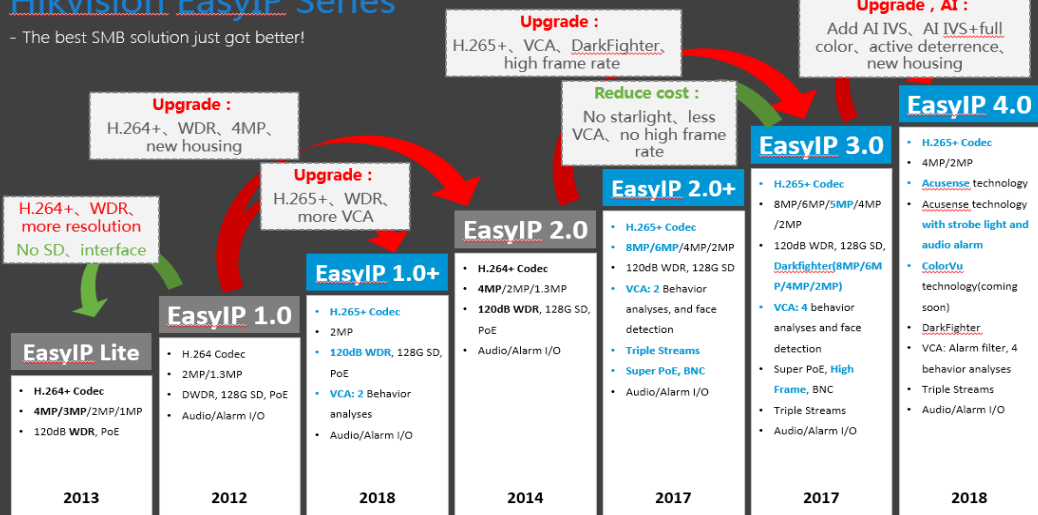 Hikvision EasyIP Series
- The best SMB solution just got better!
H.264+、WDR、
more resolution
No SD、interface
EasyIP Lite
• H.264+ Codec
• 4MP/3MP/2MP/1MP
• 120dB WDR, PoE
2013
Upgrade：
H.264+、WDR、4MP、
new housing
EasyIP 1.0
• H.264 Codec
• 2MP/1.3MP
• DWDR, 128G SD, PoE
• Audio/Alarm I/O
2012
Upgrade：
H.265+、WDR、
more VCA
EasyIP 1.0+
• H.265+ Codec
• 2MP
• 120dB WDR, 128G SD,
PoE
• VCA: 2 Behavior
analyses
• Audio/Alarm I/O
2018
EasyIP 2.0
• H.264+ Codec
• 4MP/2MP/1.3MP
• 120dB WDR, 128G SD,
PoE
• Audio/Alarm I/O
2014
Upgrade：
H.265+、VCA、DarkFighter、
high frame rate
Reduce cost：
No starlight、less
VCA、no high frame
rate
EasyIP 2.0+
• H.265+ Codec
• 8MP/6MP/4MP/2MP
• 120dB WDR, 128G SD
• VCA: 2 Behavior
analyses, and face
detection
• Triple Streams
• Super PoE, BNC
• Audio/Alarm I/O
2017
EasyIP 3.0
• H.265+ Codec
• 8MP/6MP/5MP/4MP
/2MP
• 120dB WDR, 128G SD,
Darkfighter(8MP/6M
P/4MP/2MP)
• VCA: 4 behavior
analyses and face
detection
• Super PoE, High
Frame, BNC
• Triple Streams
• Audio/Alarm I/O
2017
Upgrade，AI：
Add AI IVS、AI IVS+full
color、active deterrence、
new housing
EasyIP 4.0
• H.265+ Codec
• 4MP/2MP
• Acusense technology
• Acusense technology
with strobe light and
audio alarm
• ColorVu
technology(coming
soon)
• DarkFighter
• VCA: Alarm filter, 4
behavior analyses
• Triple Streams
• Audio/Alarm I/O
2018